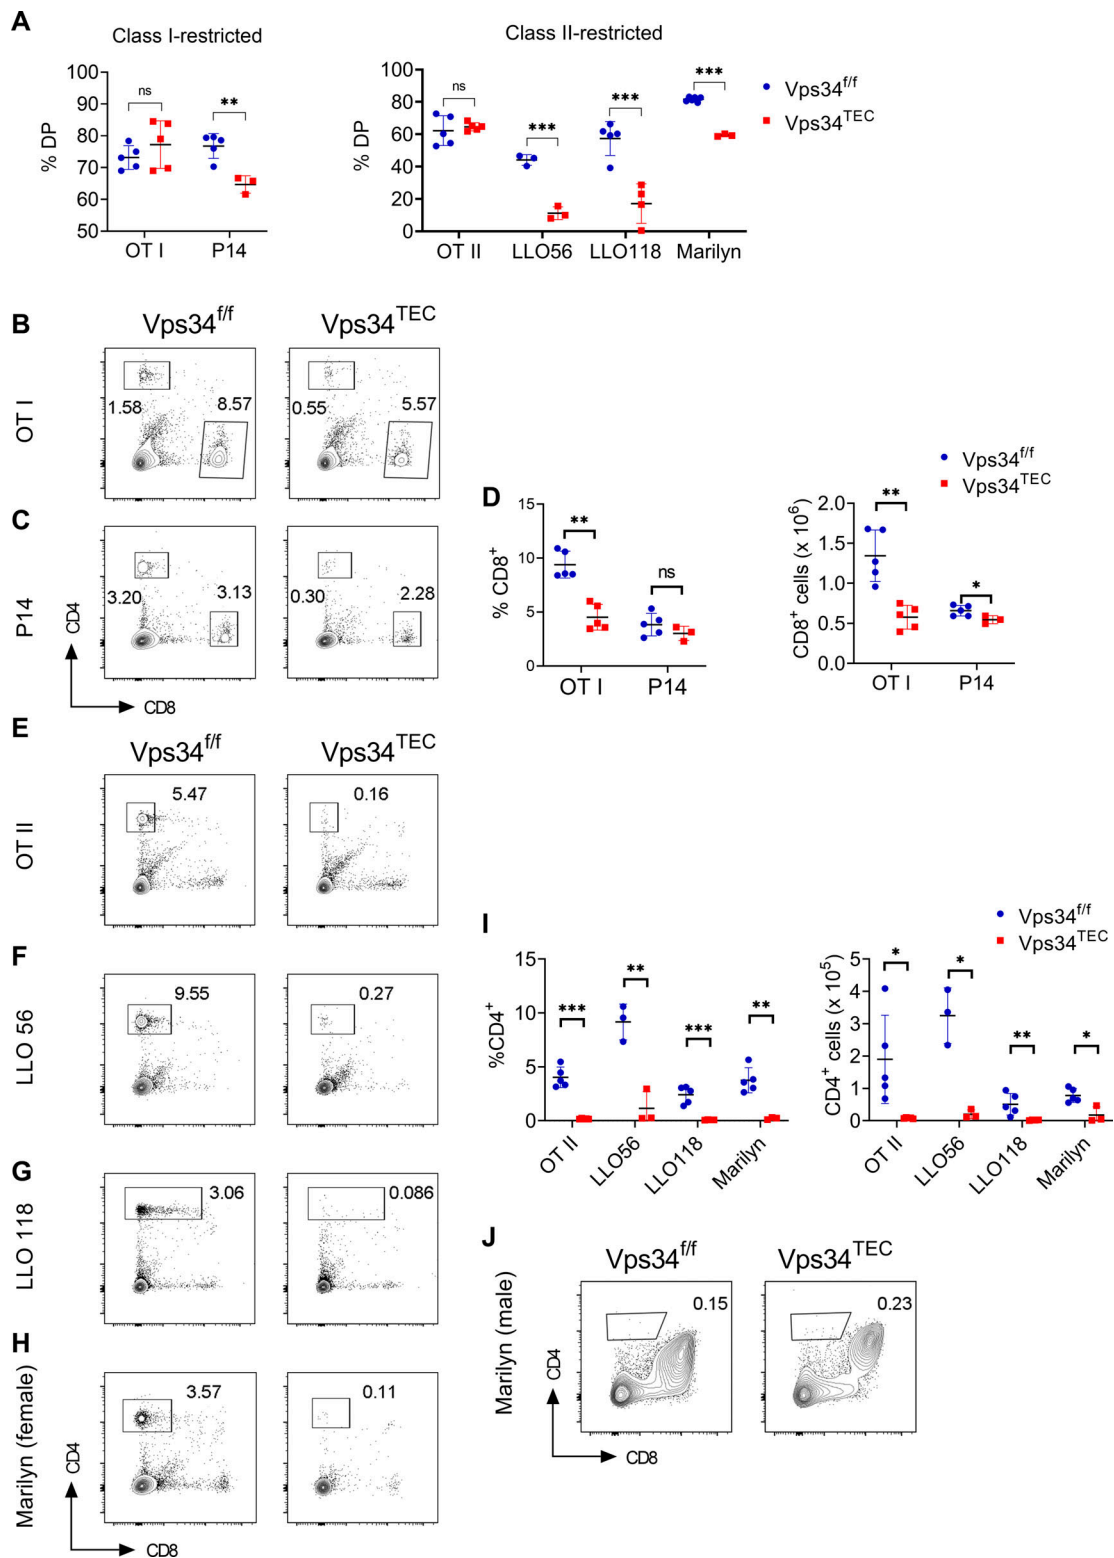 A
Class I-restricted
Class II-restricted
% DP
100
90
80
70
60
50
ns
**
OT I
P14
% DP
100
80
60
40
20
0
ns
***
***
***
OT II
LLO56
LLO118
Marilyn
Vps34f/f
Vps34TEC
B
Vps34f/f
Vps34TEC
OT I
1.58
8.57
0.55
5.57
C
P14
3.20
3.13
0.30
2.28
CD4
CD8
D
% CD8+
15
10
5
0
**
ns
OT I
P14
CD8+ cells (x 10^6)
2.0
1.5
1.0
0.5
0.0
**
*
OT I
P14
Vps34f/f
Vps34TEC
E
Vps34f/f
Vps34TEC
OT II
5.47
0.16
F
LLO 56
9.55
0.27
G
LLO 118
3.06
0.086
H
Marilyn (female)
3.57
0.11
CD4
CD8
I
%CD4+
15
10
5
0
***
**
***
**
OT II
LLO56
LLO118
Marilyn
CD4+ cells (x 10^5)
5
4
3
2
1
0
*
*
**
*
OT II
LLO56
LLO118
Marilyn
Vps34f/f
Vps34TEC
J
Vps34f/f
Vps34TEC
Marilyn (male)
0.15
0.23
CD4
CD8